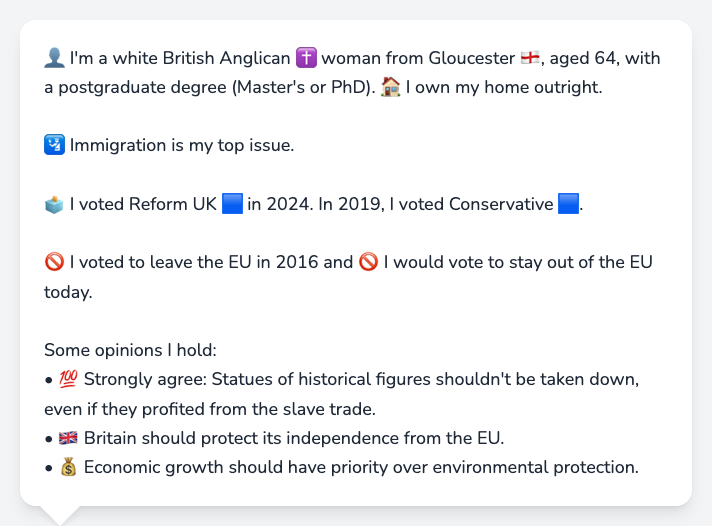 👤 I'm a white British Anglican ✝️ woman from Gloucester 🏴󠁧󠁢󠁥󠁮󠁧󠁿, aged 64, with
a postgraduate degree (Master's or PhD). 🏠 I own my home outright.
🛂 Immigration is my top issue.
🗳️ I voted Reform UK 🟦 in 2024. In 2019, I voted Conservative 🟦.
🚫 I voted to leave the EU in 2016 and 🚫 I would vote to stay out of the EU
today.
Some opinions I hold:
• 💯 Strongly agree: Statues of historical figures shouldn't be taken down,
even if they profited from the slave trade.
• 🇬🇧 Britain should protect its independence from the EU.
• 💰 Economic growth should have priority over environmental protection.